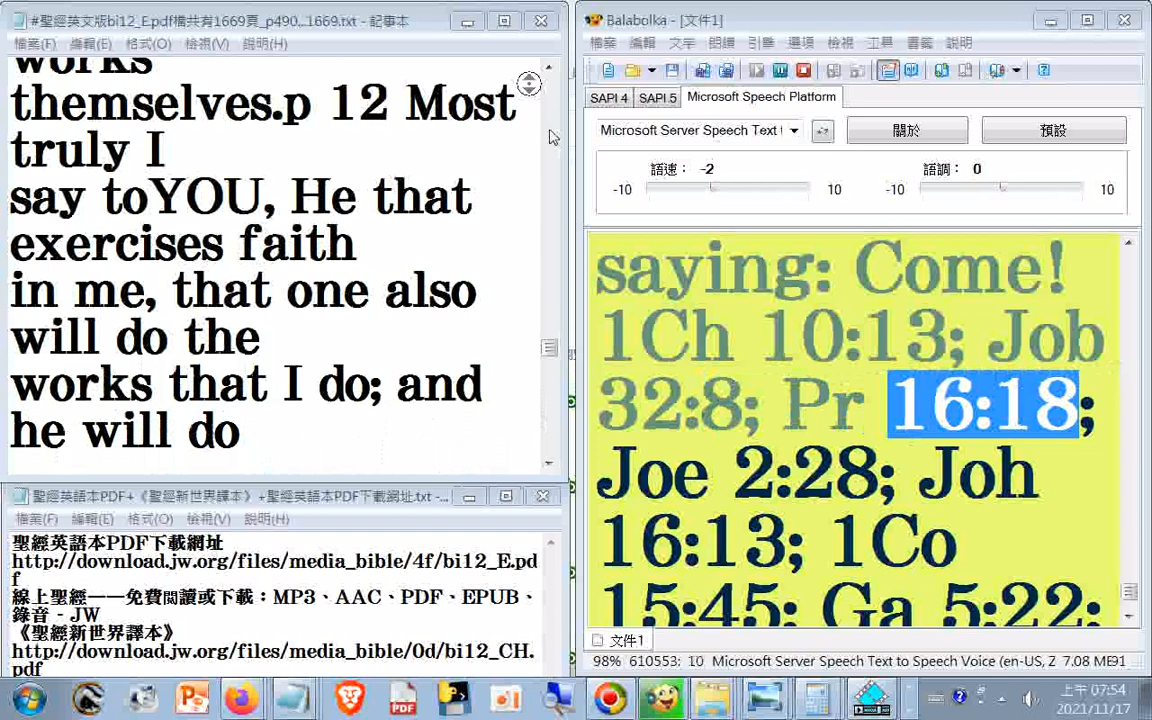 #聖經英文版bi12_E.pdf檔共有1669頁_p490...1669.txt - 記事本
檔案(F) 編輯(E) 格式(O) 檢視(V) 說明(H)
works
themselves.p 12 Most
truly I
say toYOU, He that
exercises faith
in me, that one also
will do the
works that I do; and
he will do
聖經英語本PDF+《聖經新世界譯本》+聖經英語本PDF下載網址.txt -...
檔案(F) 編輯(E) 格式(O) 檢視(V) 說明(H)
聖經英語本PDF下載網址
http://download.jw.org/files/media_bible/4f/bi12_E.pd
f
線上聖經——免費閱讀或下載：MP3、AAC、PDF、EPUB、
錄音 - JW
《聖經新世界譯本》
http://download.jw.org/files/media_bible/0d/bi12_CH.
pdf
Balabolka - [文件1]
檔案 編輯 文字 朗讀 引擎 選項 檢視 工具 書籤 說明
SAPI 4 SAPI 5 Microsoft Speech Platform
Microsoft Server Speech Text
關於 預設
語速： -2 語調： 0
-10 10 -10 10
saying: Come!
1Ch 10:13; Job
32:8; Pr 16:18;
Joe 2:28; Joh
16:13; 1Co
15:45; Ga 5:22;
文件1
98% 610553: 10 Microsoft Server Speech Text to Speech Voice (en-US, Z 7.08 ME91
PDF
上午 07:54
2021/11/17